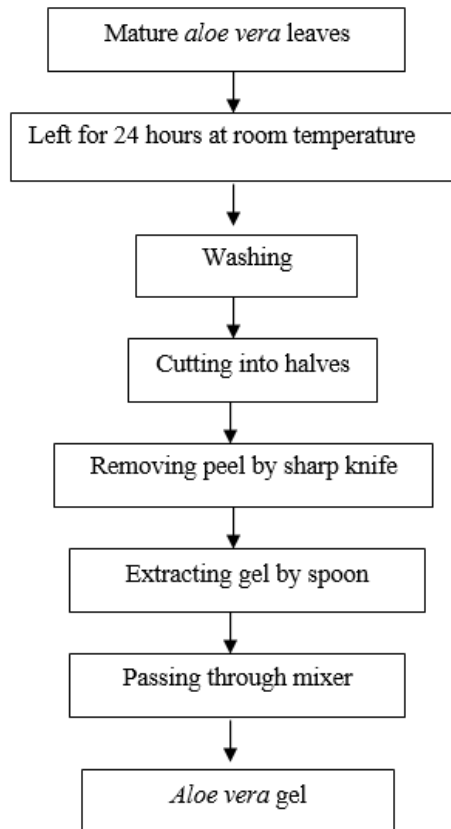 Mature aloe vera leaves
Left for 24 hours at room temperature
Washing
Cutting into halves
Removing peel by sharp knife
Extracting gel by spoon
Passing through mixer
Aloe vera gel